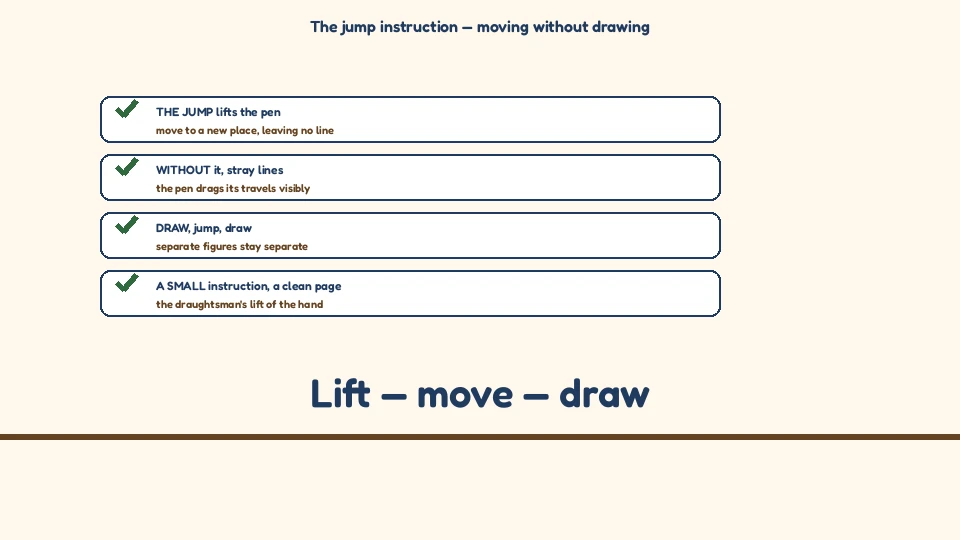 The jump instruction — moving without drawing
THE JUMP lifts the pen
move to a new place, leaving no line
WITHOUT it, stray lines
the pen drags its travels visibly
DRAW, jump, draw
separate figures stay separate
A SMALL instruction, a clean page
the draughtsman's lift of the hand
Lift — move — draw